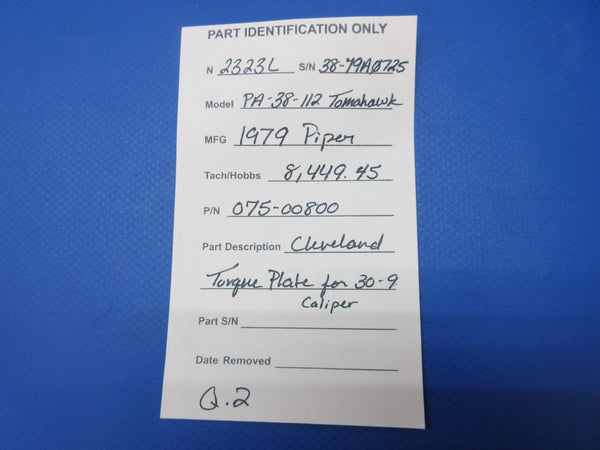 PART IDENTIFICATION ONLY
N 2323L S/N 38-79A0725
Model PA-38-112 Tomahawk
MFG 1979 Piper
Tach/Hobbs 8,449.45
P/N 075-00800
Part Description Cleveland
Torque Plate for 30-9
Caliper
Part S/N
Date Removed
Q.2